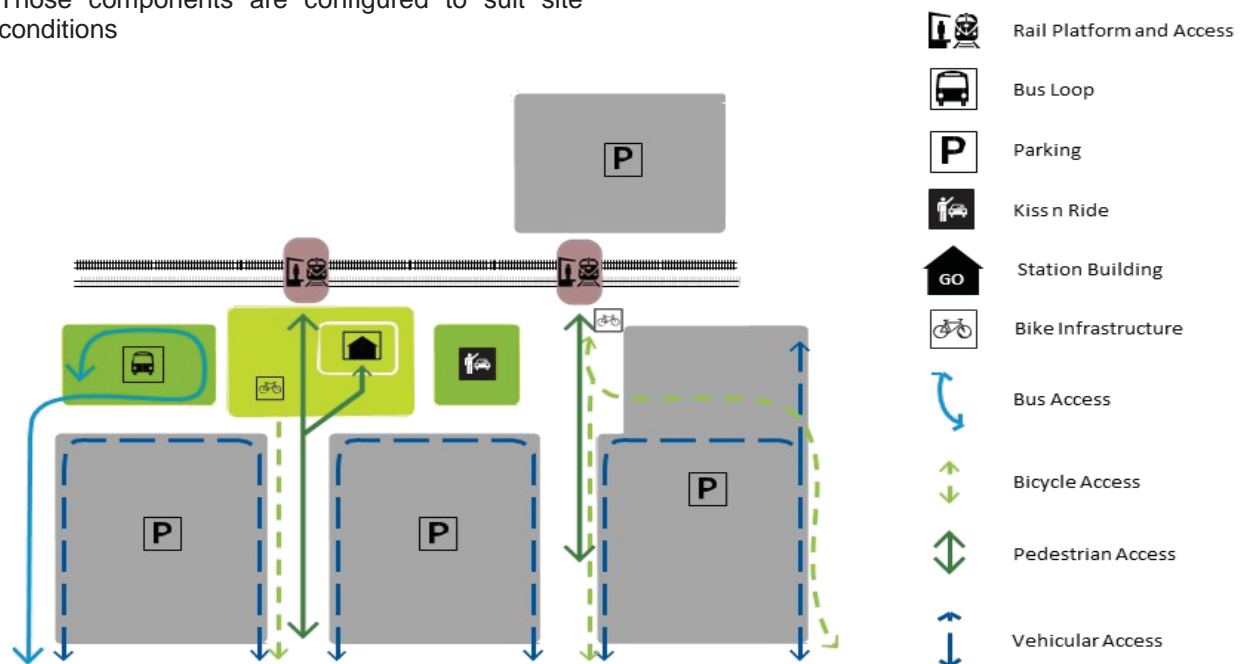 Those components are configured to suit site
conditions
Rail Platform and Access
Bus Loop
P
Parking
Kiss n Ride
GO
Station Building
Bike Infrastructure
Bus Access
Bicycle Access
Pedestrian Access
Vehicular Access
P
P
P
P